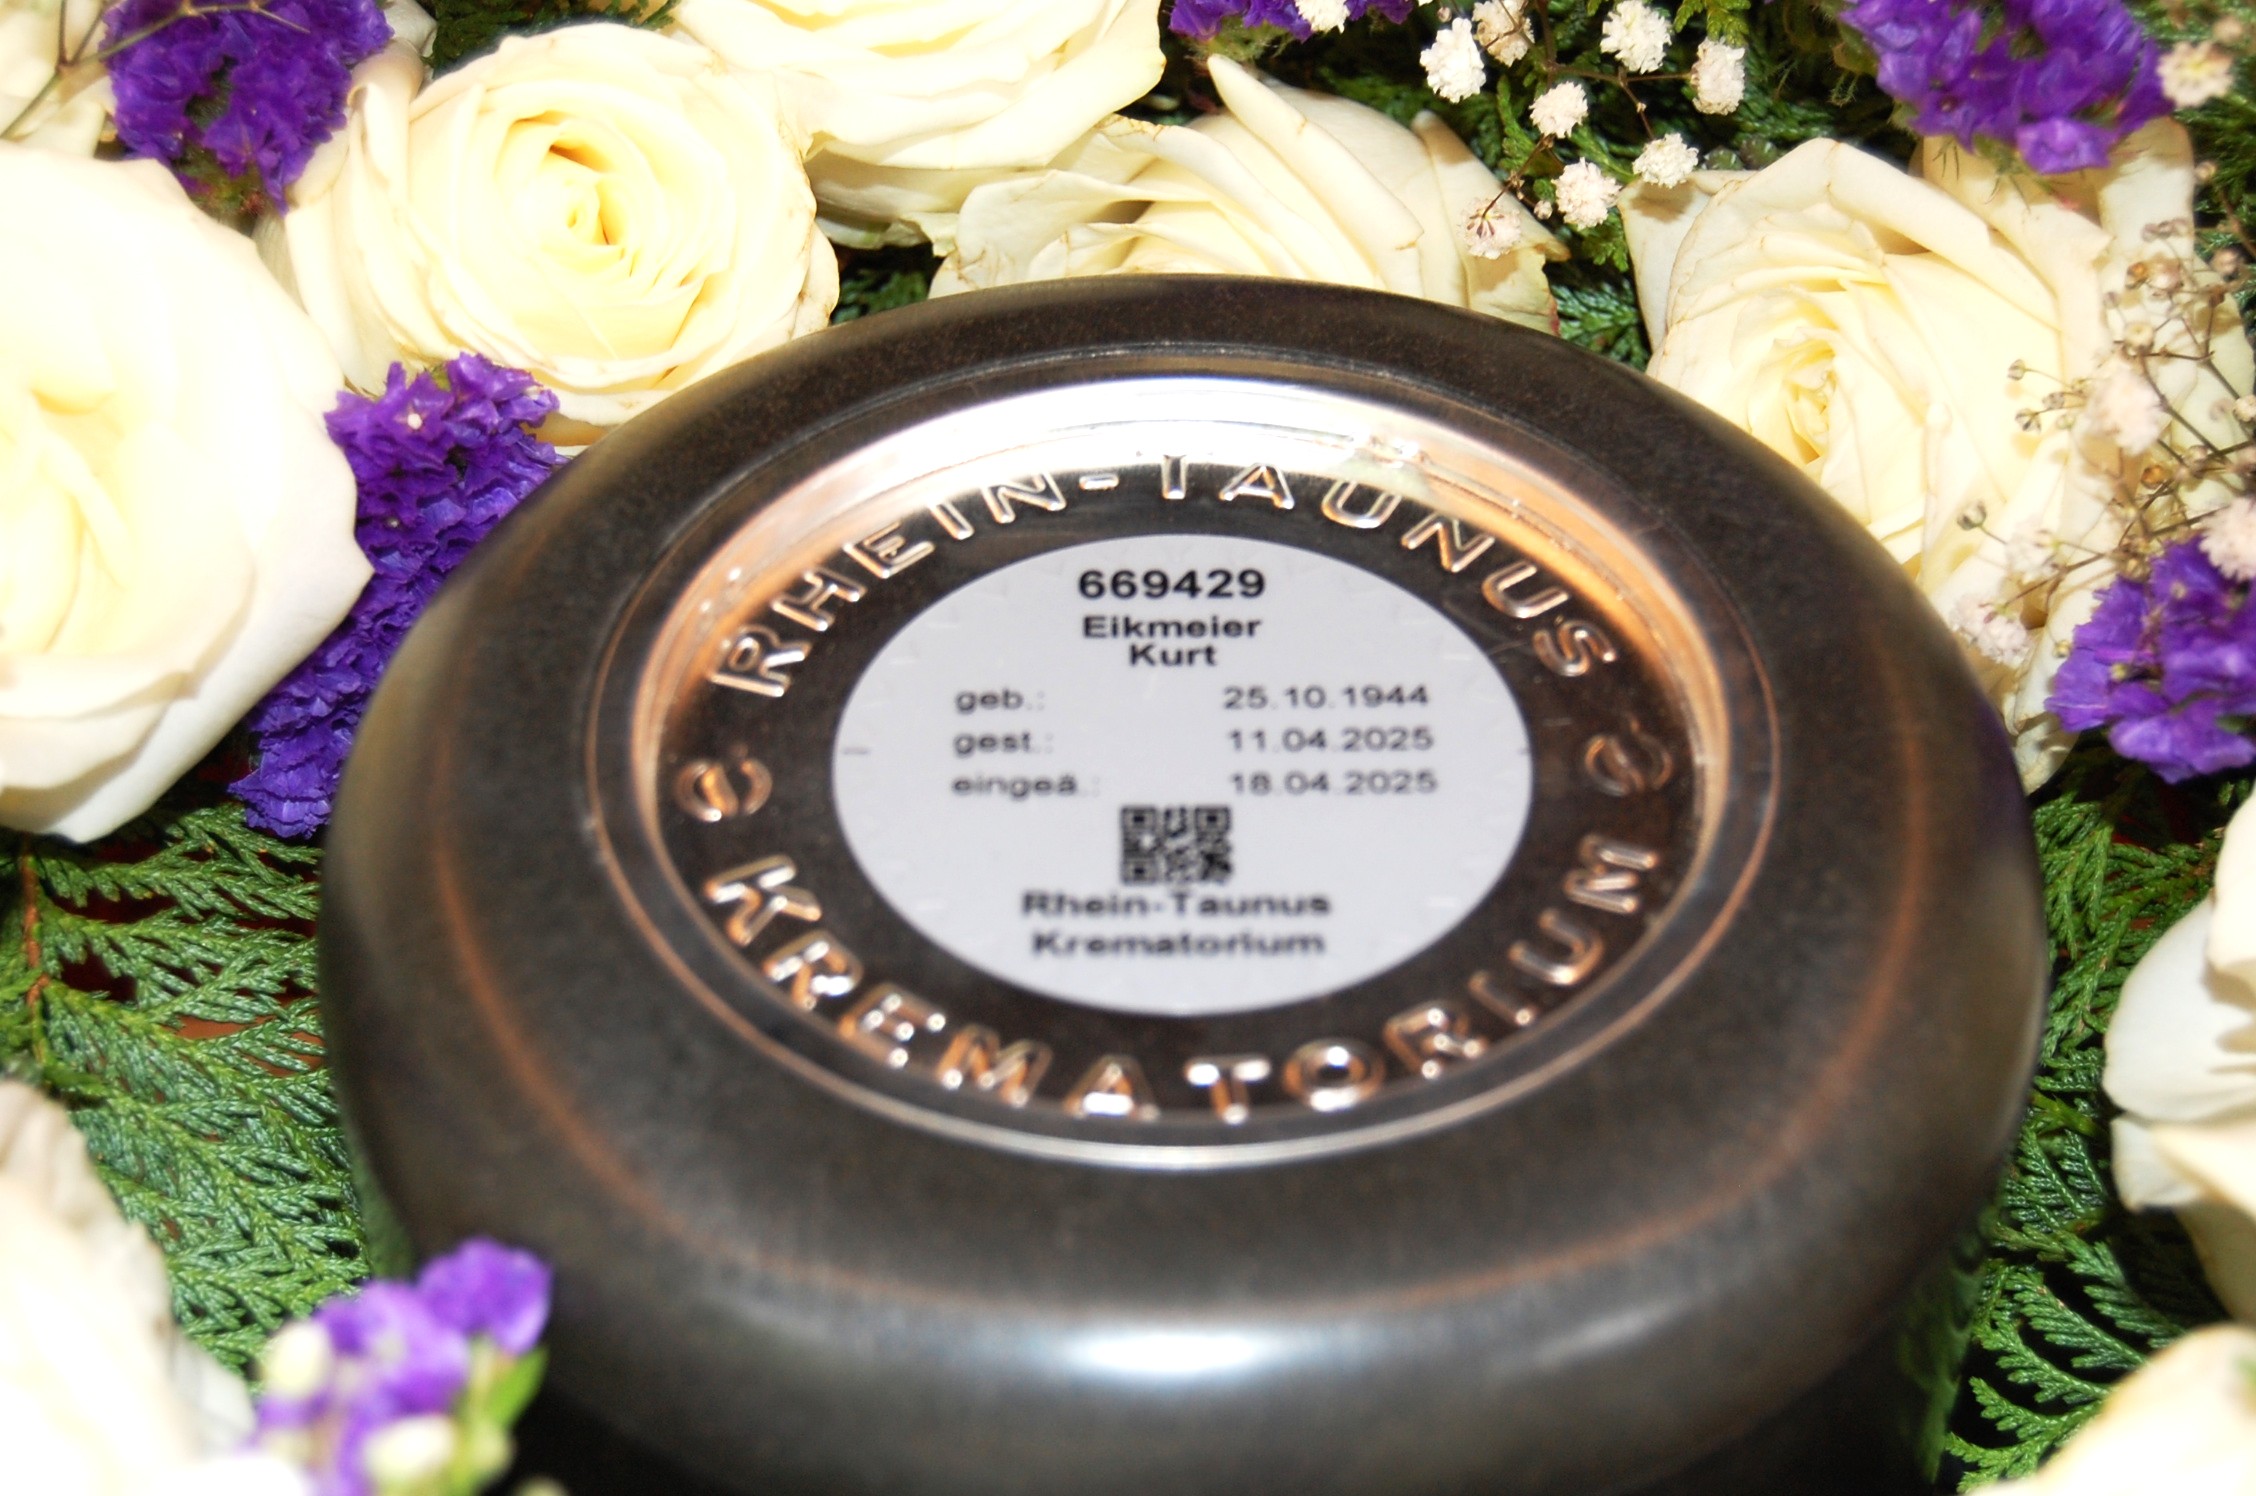 RHEIN-TAUNUS
669429
Eikmeier
Kurt
geb.: 25.10.1944
gest.: 11.04.2025
eingeä.: 18.04.2025
Rhein-Taunus
Krematorium
KREMATORIUM